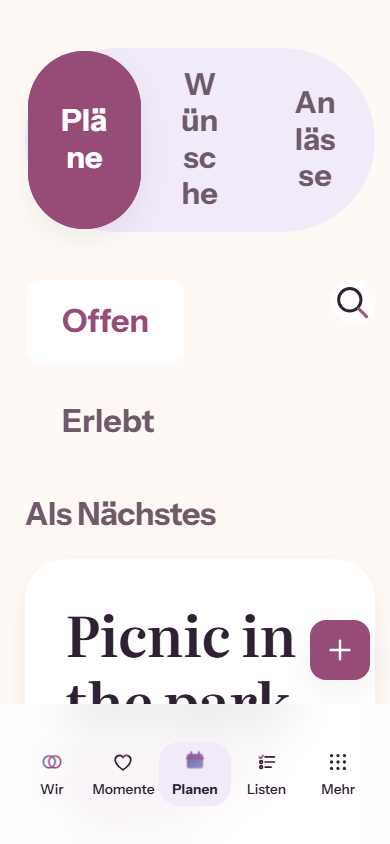 Plä
ne
W
ün
sc
he
An
läs
se
Offen
Erlebt
Als Nächstes
Picnic in
the park
Wir
Momente
Planen
Listen
Mehr